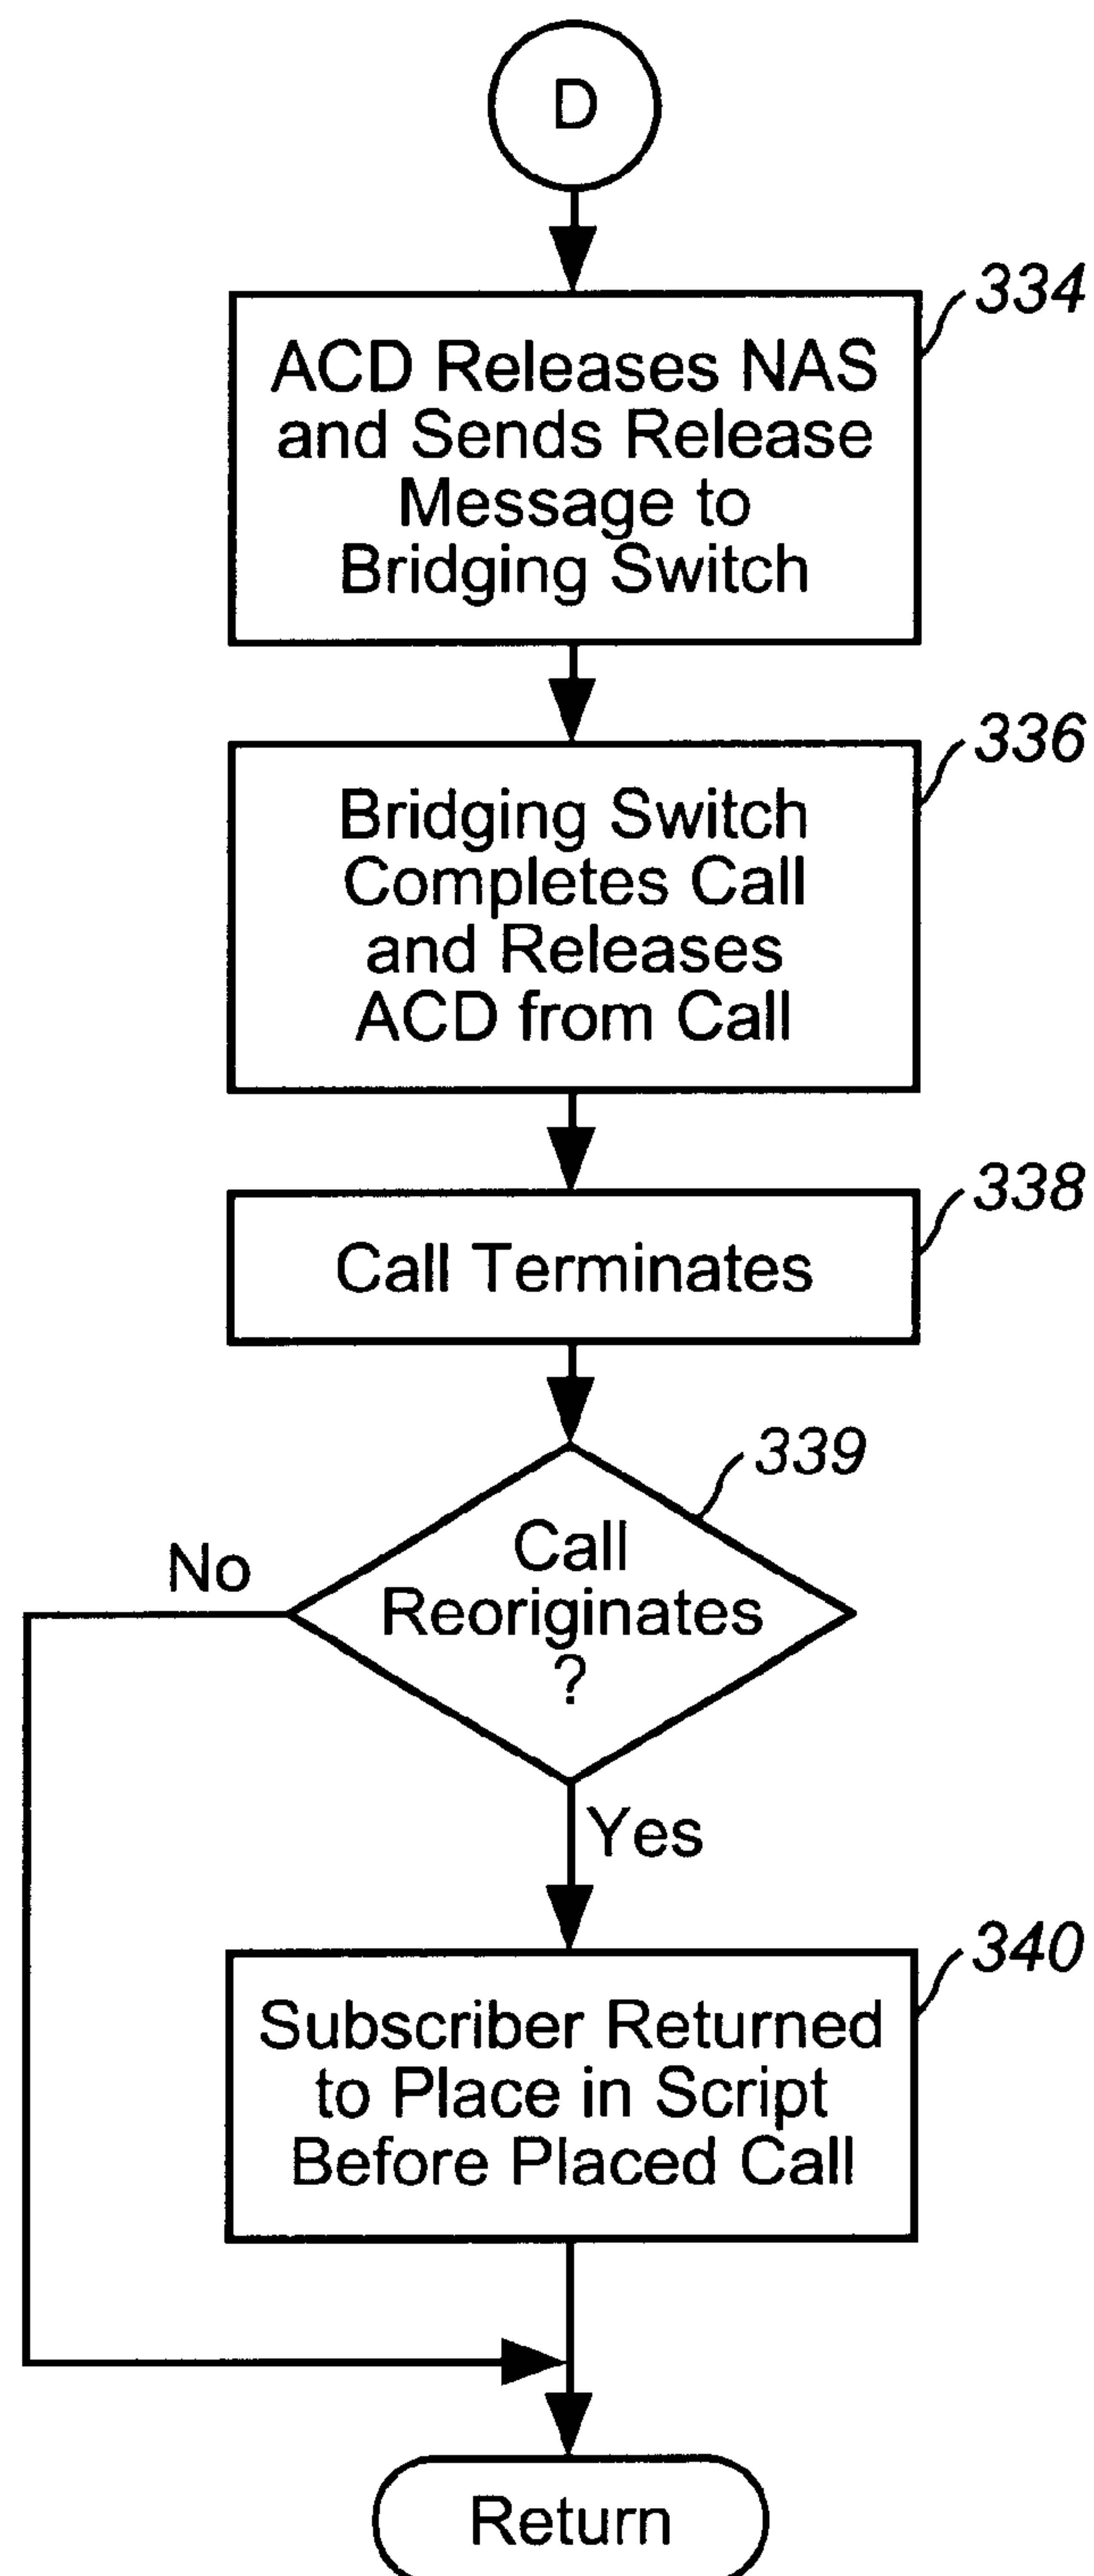 D
334
ACD Releases NAS
and Sends Release
Message to
Bridging Switch
336
Bridging Switch
Completes Call
and Releases
ACD from Call
338
Call Terminates
339
Call
Reoriginates
?
No
Yes
340
Subscriber Returned
to Place in Script
Before Placed Call
Return